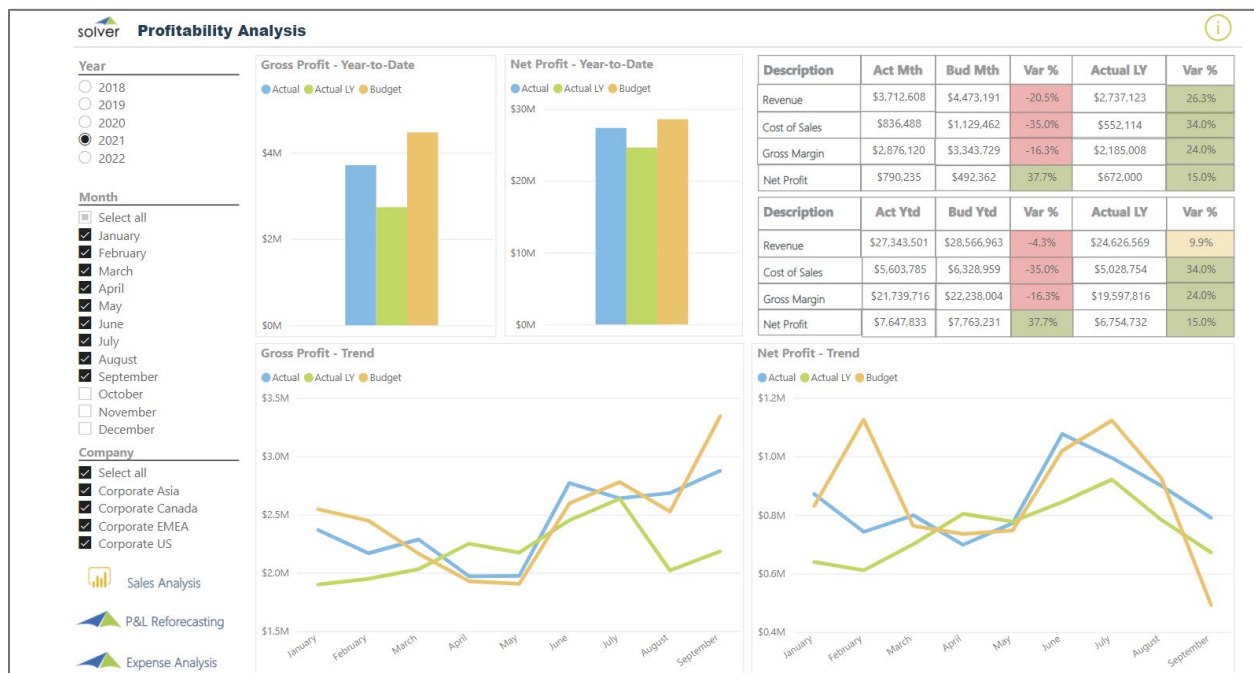 solver Profitability Analysis
i
Year
2018
2019
2020
2021
2022
Month
Select all
January
February
March
April
May
June
July
August
September
October
November
December
Company
Select all
Corporate Asia
Corporate Canada
Corporate EMEA
Corporate US
Sales Analysis
P&L Reforecasting
Expense Analysis
Gross Profit - Year-to-Date
Actual Actual LY Budget
$4M
$2M
$0M
Net Profit - Year-to-Date
Actual Actual LY Budget
$30M
$20M
$10M
$0M
Description Act Mth Bud Mth Var % Actual LY Var %
Revenue $3,712,608 $4,473,191 -20.5% $2,737,123 26.3%
Cost of Sales $836,488 $1,129,462 -35.0% $552,114 34.0%
Gross Margin $2,876,120 $3,343,729 -16.3% $2,185,008 24.0%
Net Profit $790,235 $492,362 37.7% $672,000 15.0%
Description Act Ytd Bud Ytd Var % Actual LY Var %
Revenue $27,343,501 $28,566,963 -4.3% $24,626,569 9.9%
Cost of Sales $5,603,785 $6,328,959 -35.0% $5,028,754 34.0%
Gross Margin $21,739,716 $22,238,004 -16.3% $19,597,816 24.0%
Net Profit $7,647,833 $7,763,231 37.7% $6,754,732 15.0%
Gross Profit - Trend
Actual Actual LY Budget
$3.5M
$3.0M
$2.5M
$2.0M
$1.5M
January February March April May June July August September
Net Profit - Trend
Actual Actual LY Budget
$1.2M
$1.0M
$0.8M
$0.6M
$0.4M
January February March April May June July August September